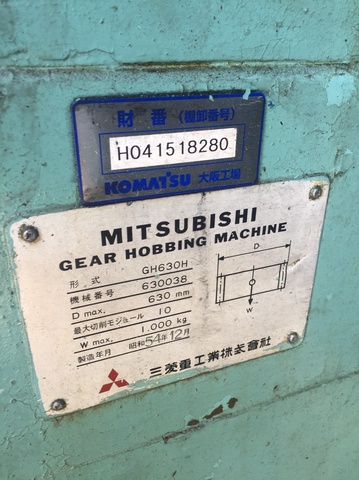 財番 (棚卸番号)
H041518280
KOMATSU 大阪工場
MITSUBISHI
GEAR HOBBING MACHINE
形式 GH630H
機械番号 630038
D max. 630 mm
最大切削モジュール 10
W max. 1.000 kg
製造年月 昭和54年12月
D
W
三菱重工業株式會社